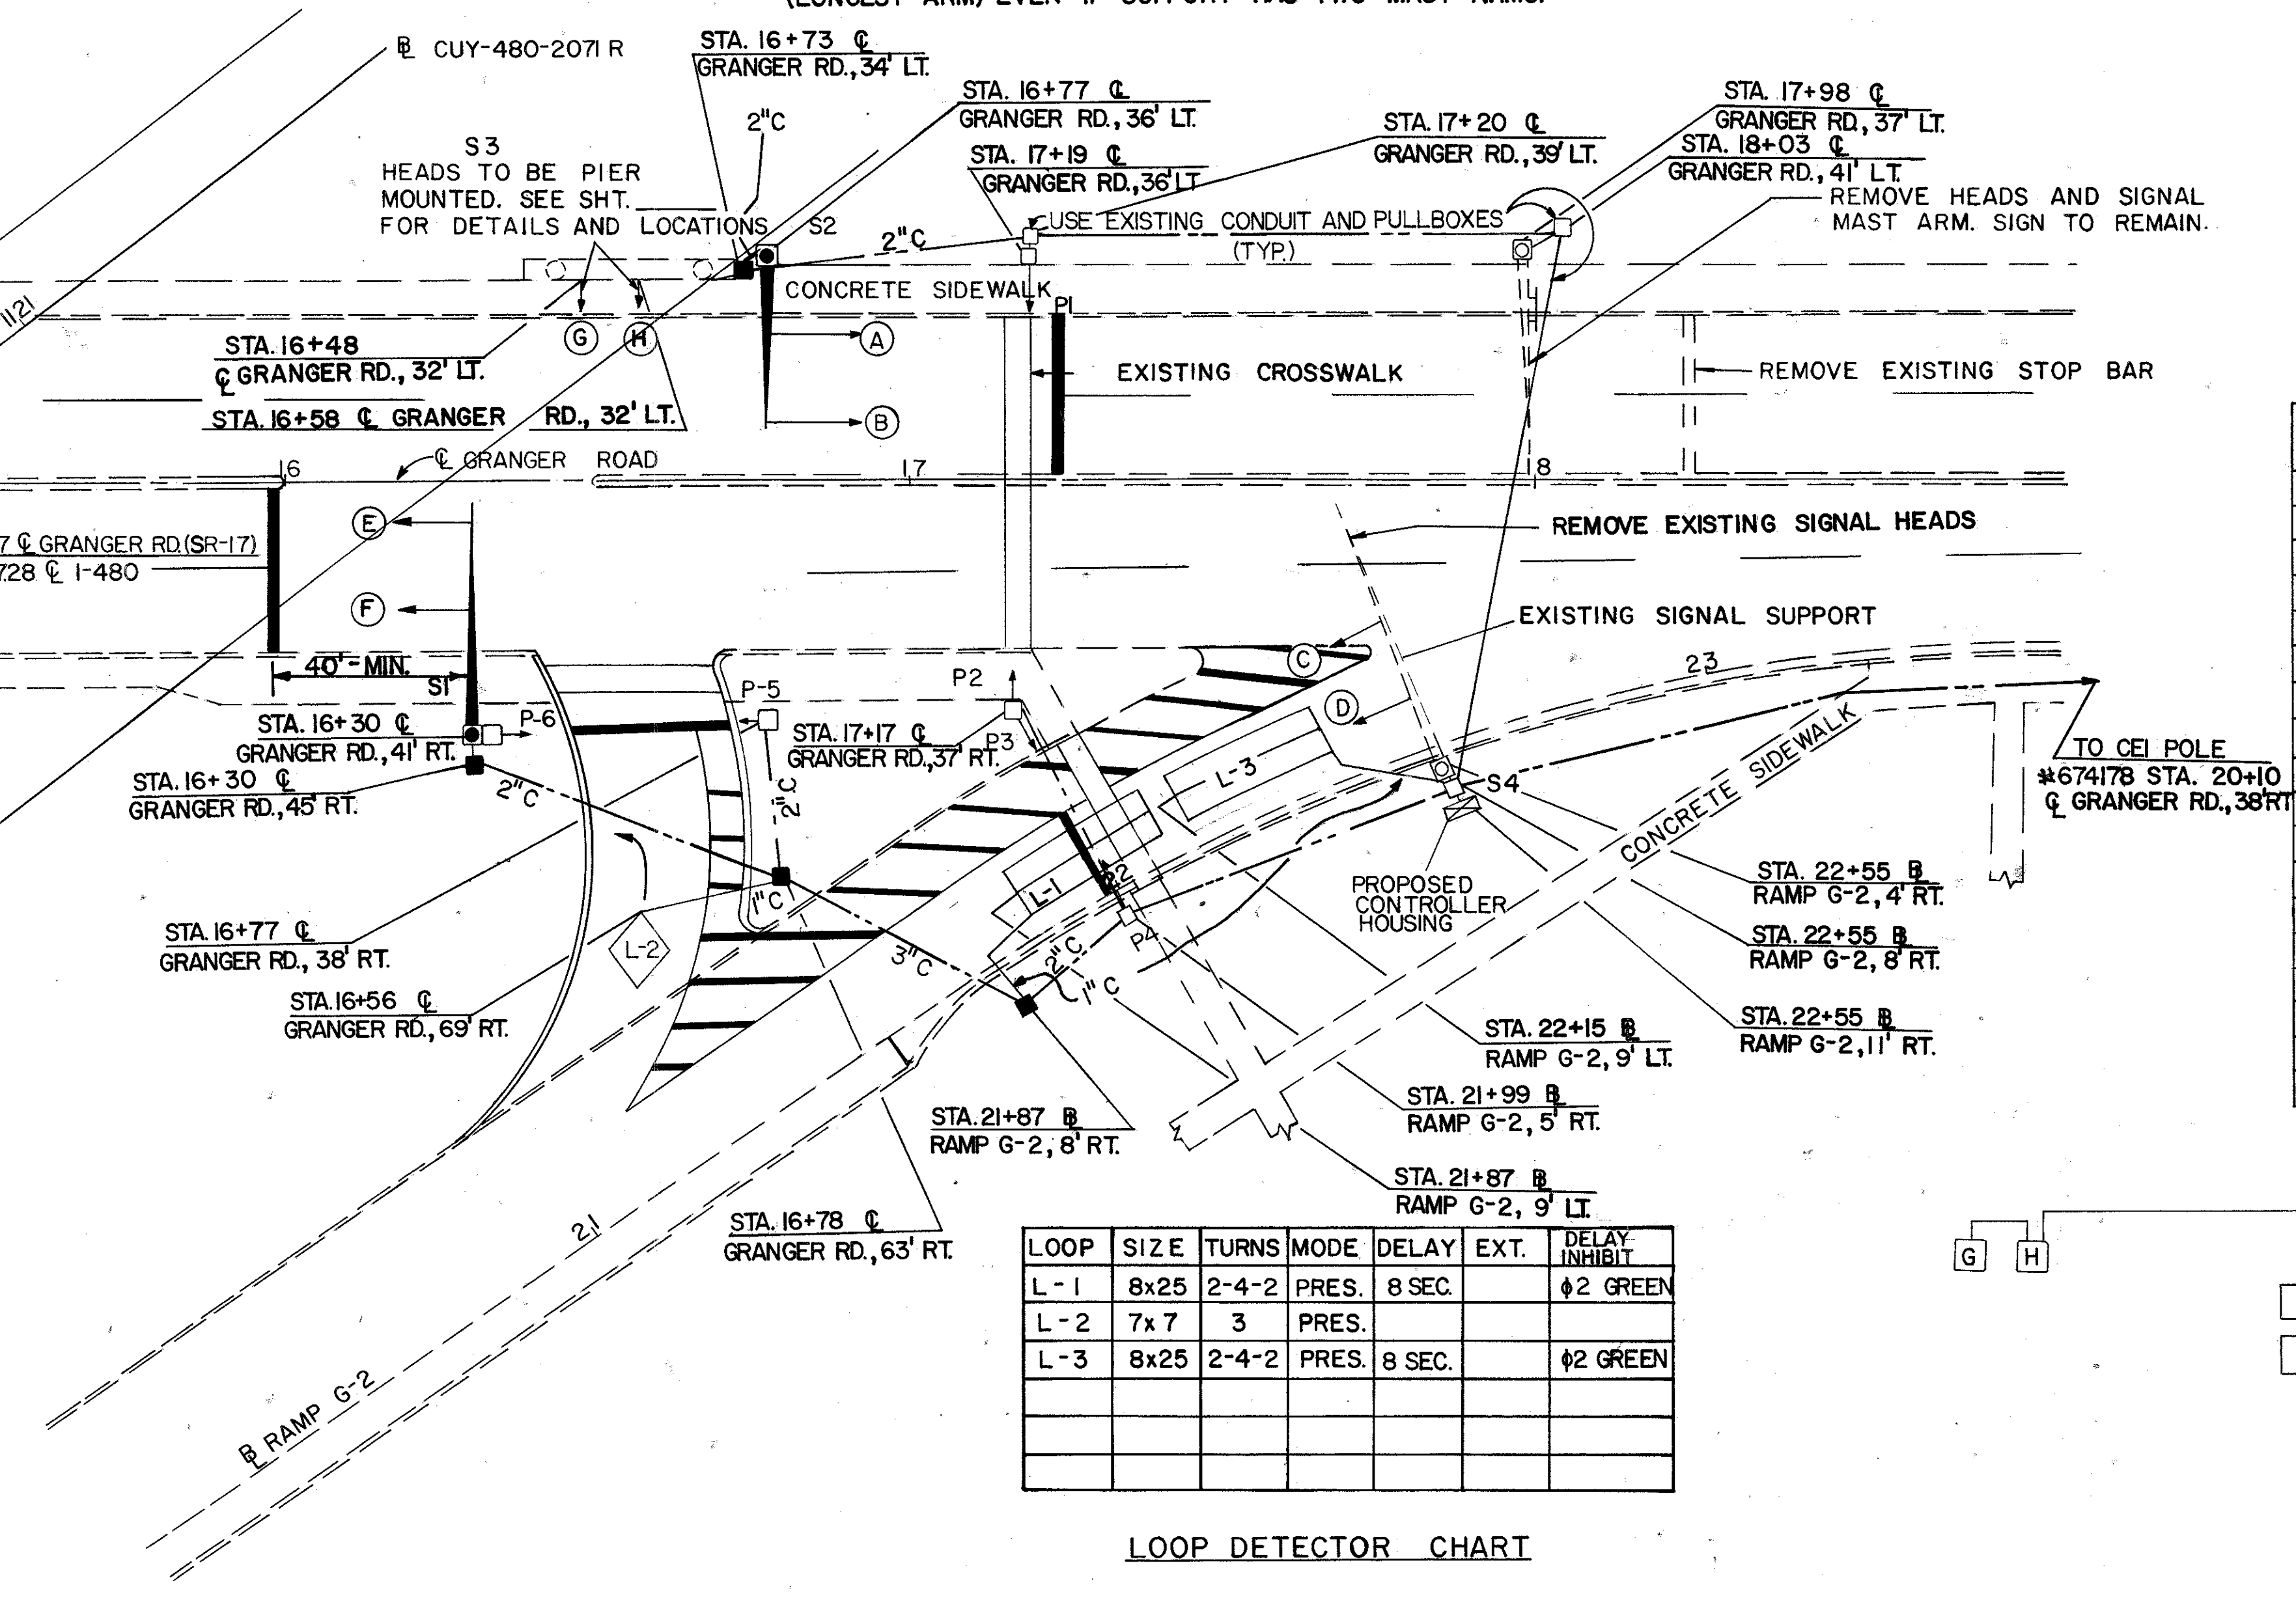 ℄ CUY-480-2071 R
STA. 16+73 ℄
GRANGER RD., 34' LT.
2"C
STA. 16+77 ℄
GRANGER RD., 36' LT.
STA. 17+19 ℄
GRANGER RD., 36' LT
STA. 17+20 ℄
GRANGER RD., 39' LT.
STA. 17+98 ℄
GRANGER RD., 37' LT.
STA. 18+03 ℄
GRANGER RD., 41' LT.
REMOVE HEADS AND SIGNAL
MAST ARM. SIGN TO REMAIN.
S3
HEADS TO BE PIER
MOUNTED. SEE SHT.
FOR DETAILS AND LOCATIONS
S2
2"C
USE EXISTING CONDUIT AND PULLBOXES
(TYP.)
CONCRETE SIDEWALK
P1
1121
G
H
A
B
STA. 16+48
℄ GRANGER RD., 32' LT.
STA. 16+58 ℄ GRANGER RD., 32' LT.
EXISTING CROSSWALK
REMOVE EXISTING STOP BAR
℄ GRANGER ROAD
16
17
18
E
F
7 ℄ GRANGER RD.(SR-17)
728 ℄ I-480
REMOVE EXISTING SIGNAL HEADS
EXISTING SIGNAL SUPPORT
40'-MIN.
S1
P-6
P-5
P2
P3
C
D
23
STA. 16+30 ℄
GRANGER RD., 41' RT.
STA. 16+30 ℄
GRANGER RD., 45' RT.
2"C
2"C
STA. 17+17 ℄
GRANGER RD., 37' RT.
L-3
S4
CONCRETE SIDEWALK
TO CEI POLE
#674178 STA. 20+10
℄ GRANGER RD., 38' RT
L-1
22
P4
PROPOSED
CONTROLLER
HOUSING
STA. 22+55 ℄
RAMP G-2, 4' RT.
STA. 22+55 ℄
RAMP G-2, 8' RT.
STA. 22+55 ℄
RAMP G-2, 11' RT.
STA. 16+77 ℄
GRANGER RD., 38' RT.
L-2
1"C
3"C
2"C
1"C
STA. 16+56 ℄
GRANGER RD., 69' RT.
STA. 22+15 ℄
RAMP G-2, 9' LT.
STA. 21+99 ℄
RAMP G-2, 5' RT.
STA. 21+87 ℄
RAMP G-2, 8' RT.
STA. 21+87 ℄
RAMP G-2, 9' LT.
STA. 16+78 ℄
GRANGER RD., 63' RT.
21
℄ RAMP G-2
G
H
LOOP SIZE TURNS MODE DELAY EXT. DELAY INHIBIT
L-1 8x25 2-4-2 PRES. 8 SEC. ϕ2 GREEN
L-2 7x7 3 PRES.
L-3 8x25 2-4-2 PRES. 8 SEC. ϕ2 GREEN
LOOP DETECTOR CHART